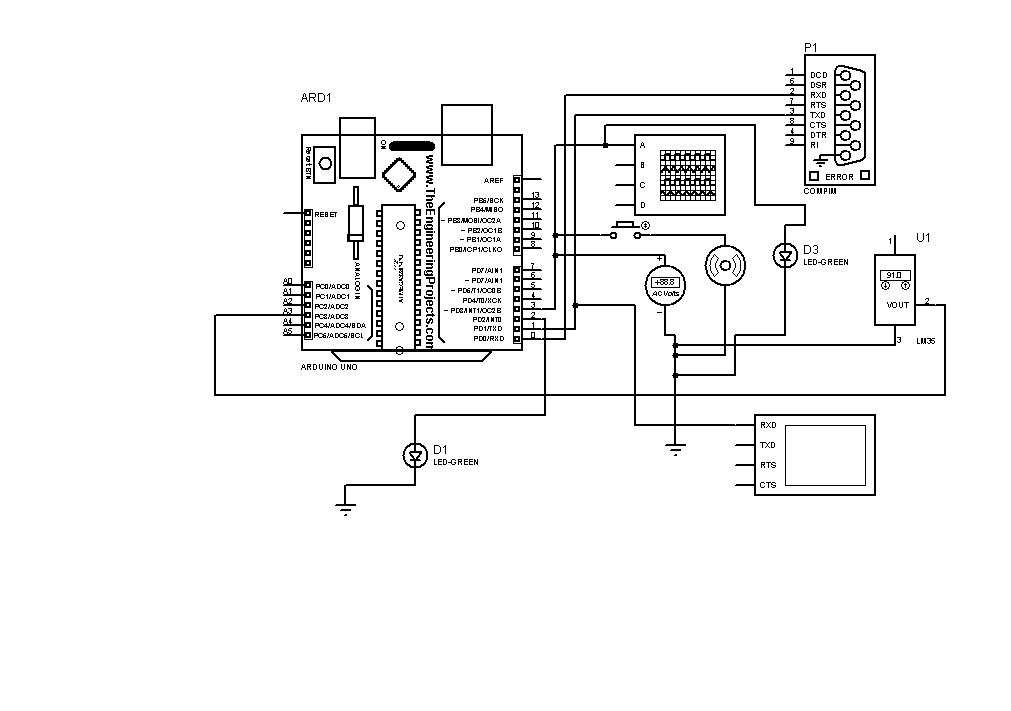 P1
1 DCD
6 DSR
2 RXD
7 RTS
3 TXD
8 CTS
4 DTR
9 RI
ERROR
COMPIM
ARD1
Reset BTN
ON
www.TheEngineeringProjects.com
RESET
ANALOG IN
A0 PC0/ADC0
A1 PC1/ADC1
A2 PC2/ADC2
A3 PC3/ADC3
A4 PC4/ADC4/SDA
A5 PC5/ADC5/SCL
AREF
PB5/SCK 13
PB4/MISO 12
~ PB3/MOSI/OC2A 11
~ PB2/OC1B 10
~ PB1/OC1A 9
PB0/ICP1/CLKO 8
PD7/AIN1 7
~ PD7/AIN1 6
~ PD5/T1/OC0B 5
PD4/T0/XCK 4
~ PD3/INT1/OC2B 3
PD2/INT0 2
PD1/TXD 1
PD0/RXD 0
ARDUINO UNO
A
B
C
D
+
+88.8
AC Volts
−
D3
LED-GREEN
U1
1
91.0
VOUT 2
3
LM35
D1
LED-GREEN
RXD
TXD
RTS
CTS